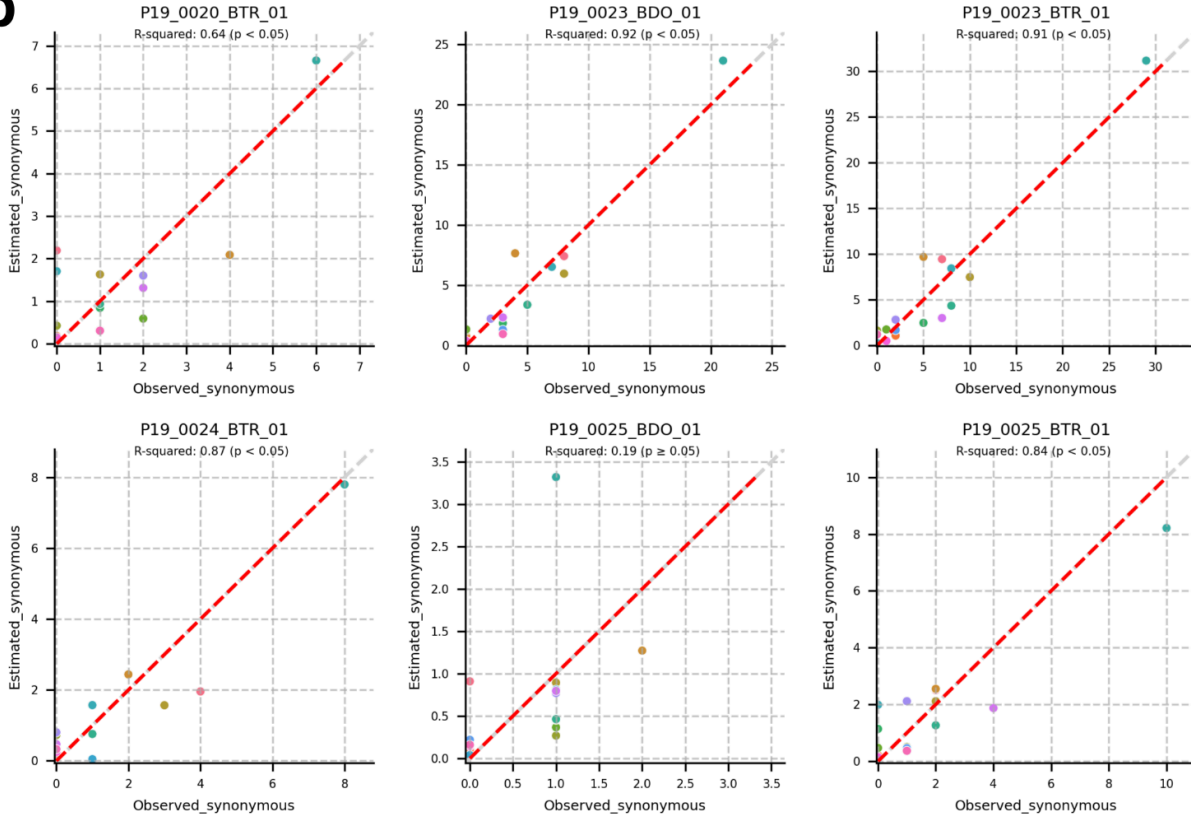 P19_0020_BTR_01
R-squared: 0.64 (p < 0.05)
Estimated_synonymous
7
6
5
4
3
2
1
0
0 1 2 3 4 5 6 7
Observed_synonymous
P19_0023_BDO_01
R-squared: 0.92 (p < 0.05)
Estimated_synonymous
25
20
15
10
5
0
0 5 10 15 20 25
Observed_synonymous
P19_0023_BTR_01
R-squared: 0.91 (p < 0.05)
Estimated_synonymous
30
25
20
15
10
5
0
0 5 10 15 20 25 30
Observed_synonymous
P19_0024_BTR_01
R-squared: 0.87 (p < 0.05)
Estimated_synonymous
8
6
4
2
0
0 2 4 6 8
Observed_synonymous
P19_0025_BDO_01
R-squared: 0.19 (p ≥ 0.05)
Estimated_synonymous
3.5
3.0
2.5
2.0
1.5
1.0
0.5
0.0
0.0 0.5 1.0 1.5 2.0 2.5 3.0 3.5
Observed_synonymous
P19_0025_BTR_01
R-squared: 0.84 (p < 0.05)
Estimated_synonymous
10
8
6
4
2
0
0 2 4 6 8 10
Observed_synonymous